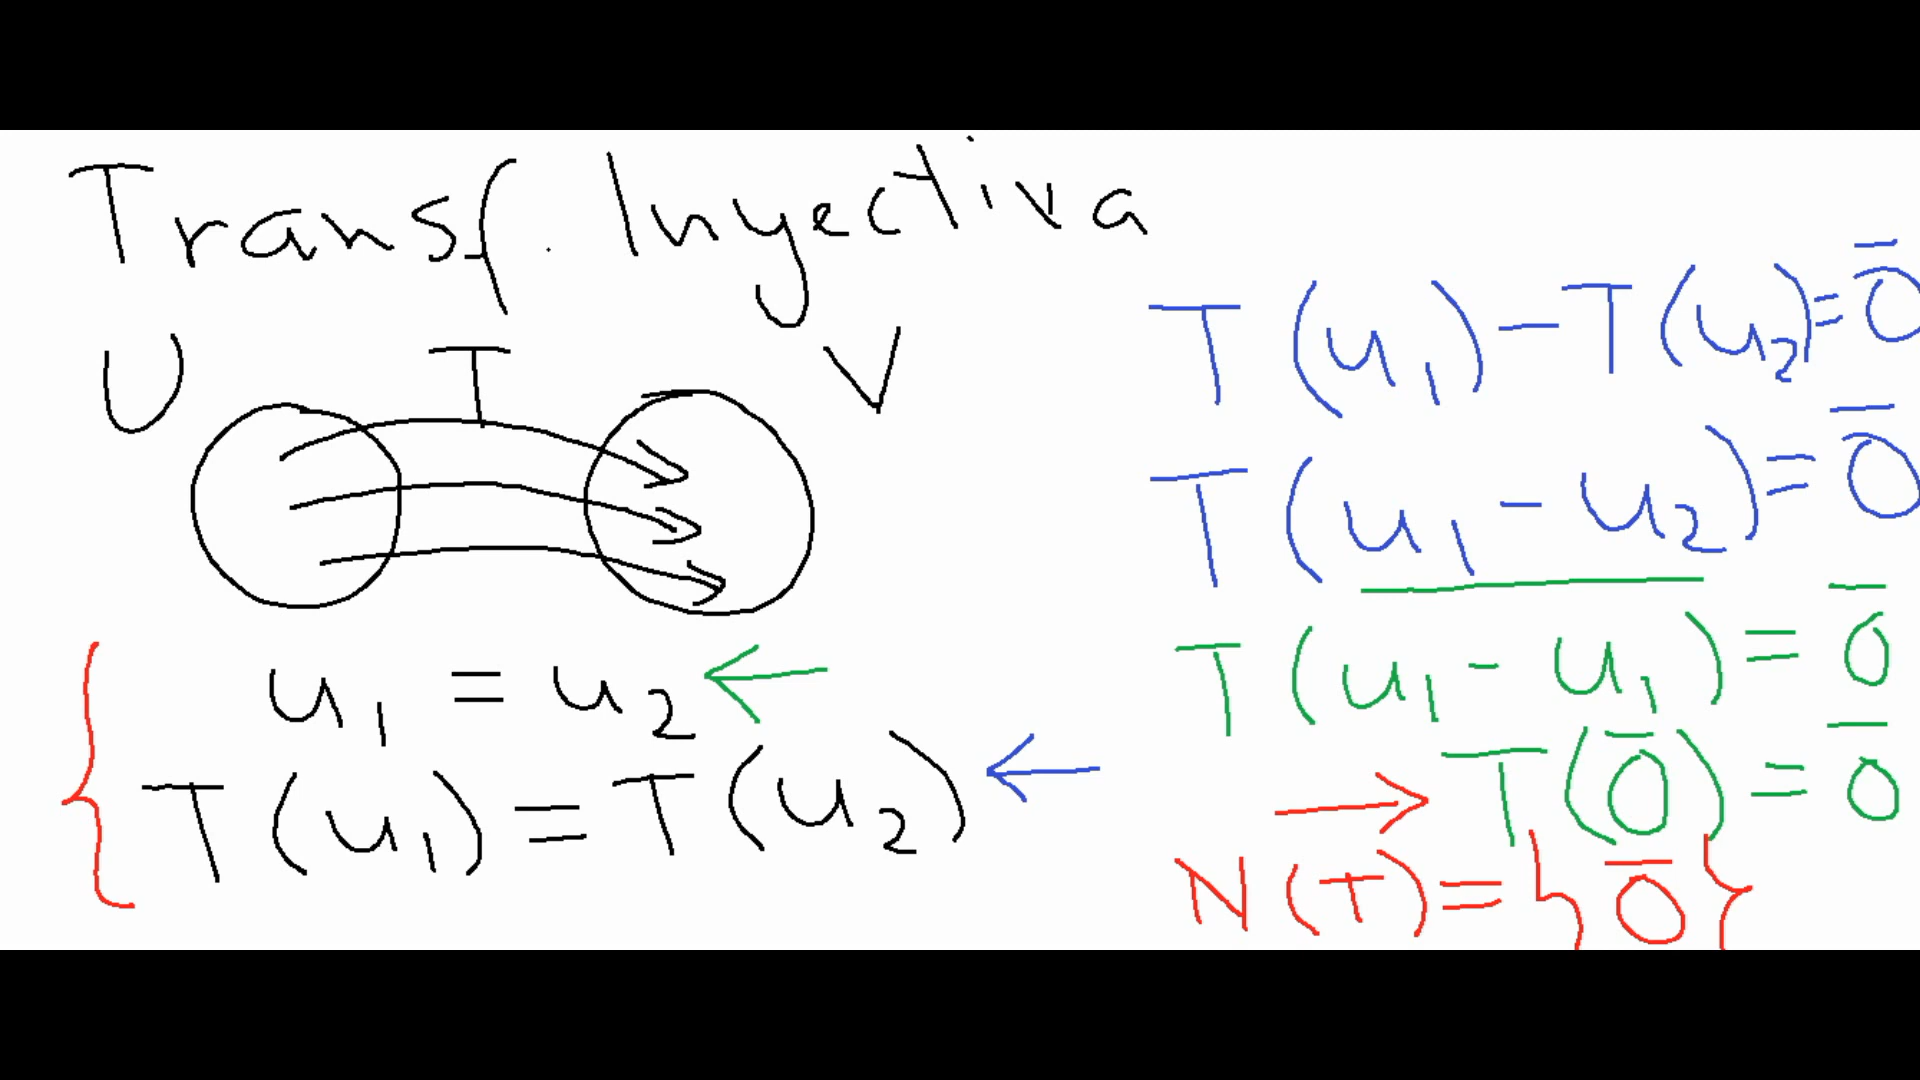 Transf. Inyectiva
U T V
u₁ = u₂
T(u₁) = T(u₂)
T(u₁) - T(u₂) = 0̅
T(u₁ - u₂) = 0̅
T(u₁ - u₁) = 0̅
T(0̅) = 0̅
N(T) = {0̅}